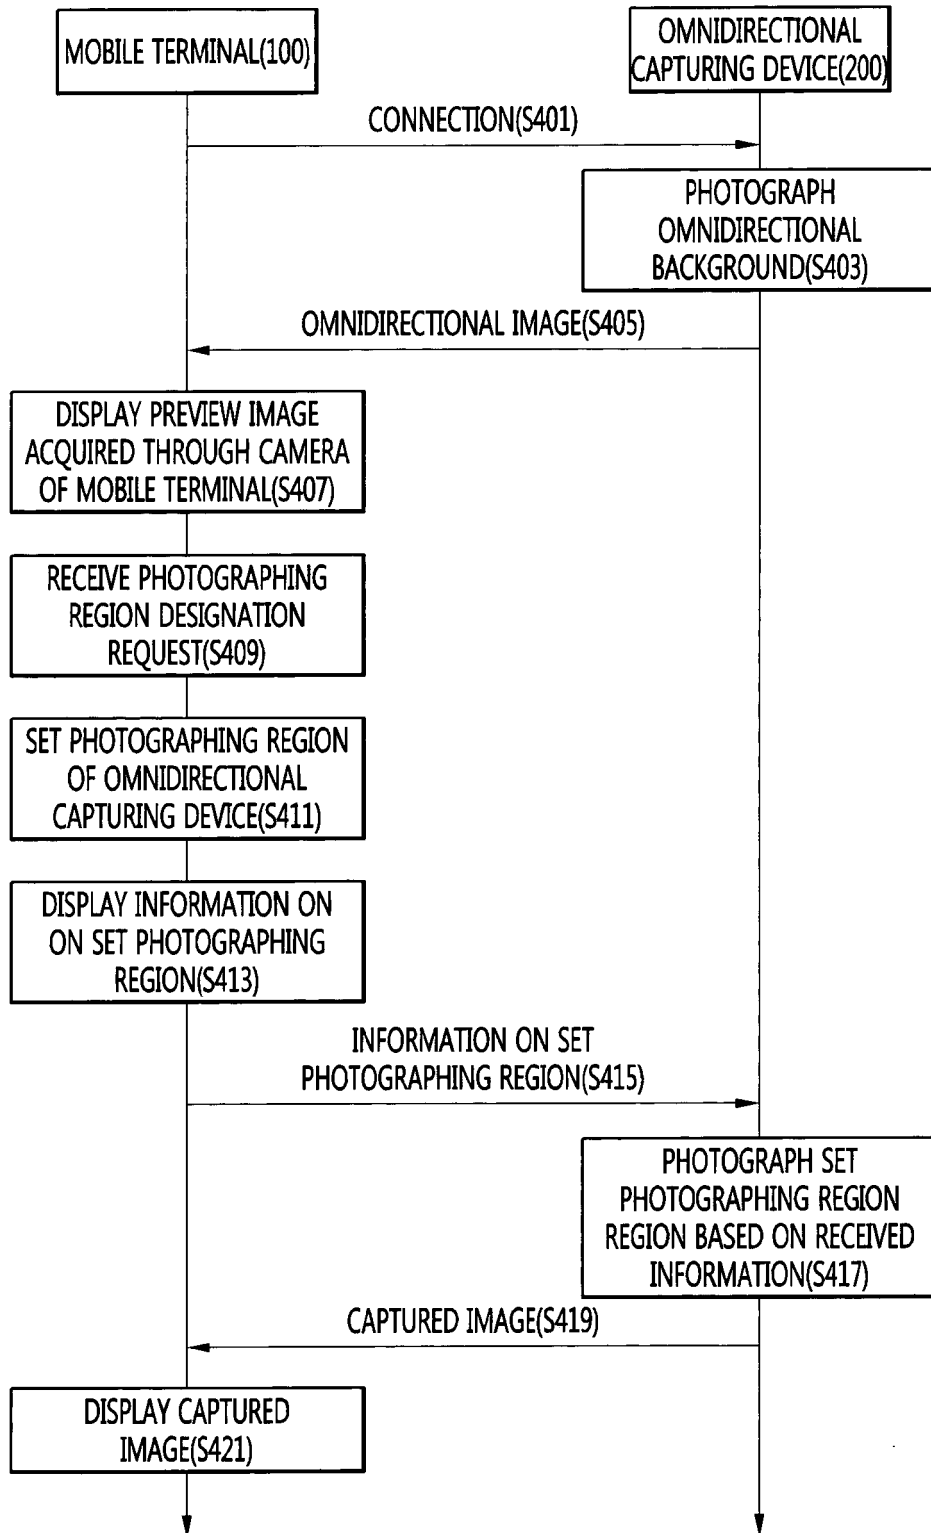 MOBILE TERMINAL(100)
OMNIDIRECTIONAL
CAPTURING DEVICE(200)
CONNECTION(S401)
PHOTOGRAPH
OMNIDIRECTIONAL
BACKGROUND(S403)
OMNIDIRECTIONAL IMAGE(S405)
DISPLAY PREVIEW IMAGE
ACQUIRED THROUGH CAMERA
OF MOBILE TERMINAL(S407)
RECEIVE PHOTOGRAPHING
REGION DESIGNATION
REQUEST(S409)
SET PHOTOGRAPHING REGION
OF OMNIDIRECTIONAL
CAPTURING DEVICE(S411)
DISPLAY INFORMATION ON
ON SET PHOTOGRAPHING
REGION(S413)
INFORMATION ON SET
PHOTOGRAPHING REGION(S415)
PHOTOGRAPH SET
PHOTOGRAPHING REGION
REGION BASED ON RECEIVED
INFORMATION(S417)
CAPTURED IMAGE(S419)
DISPLAY CAPTURED
IMAGE(S421)